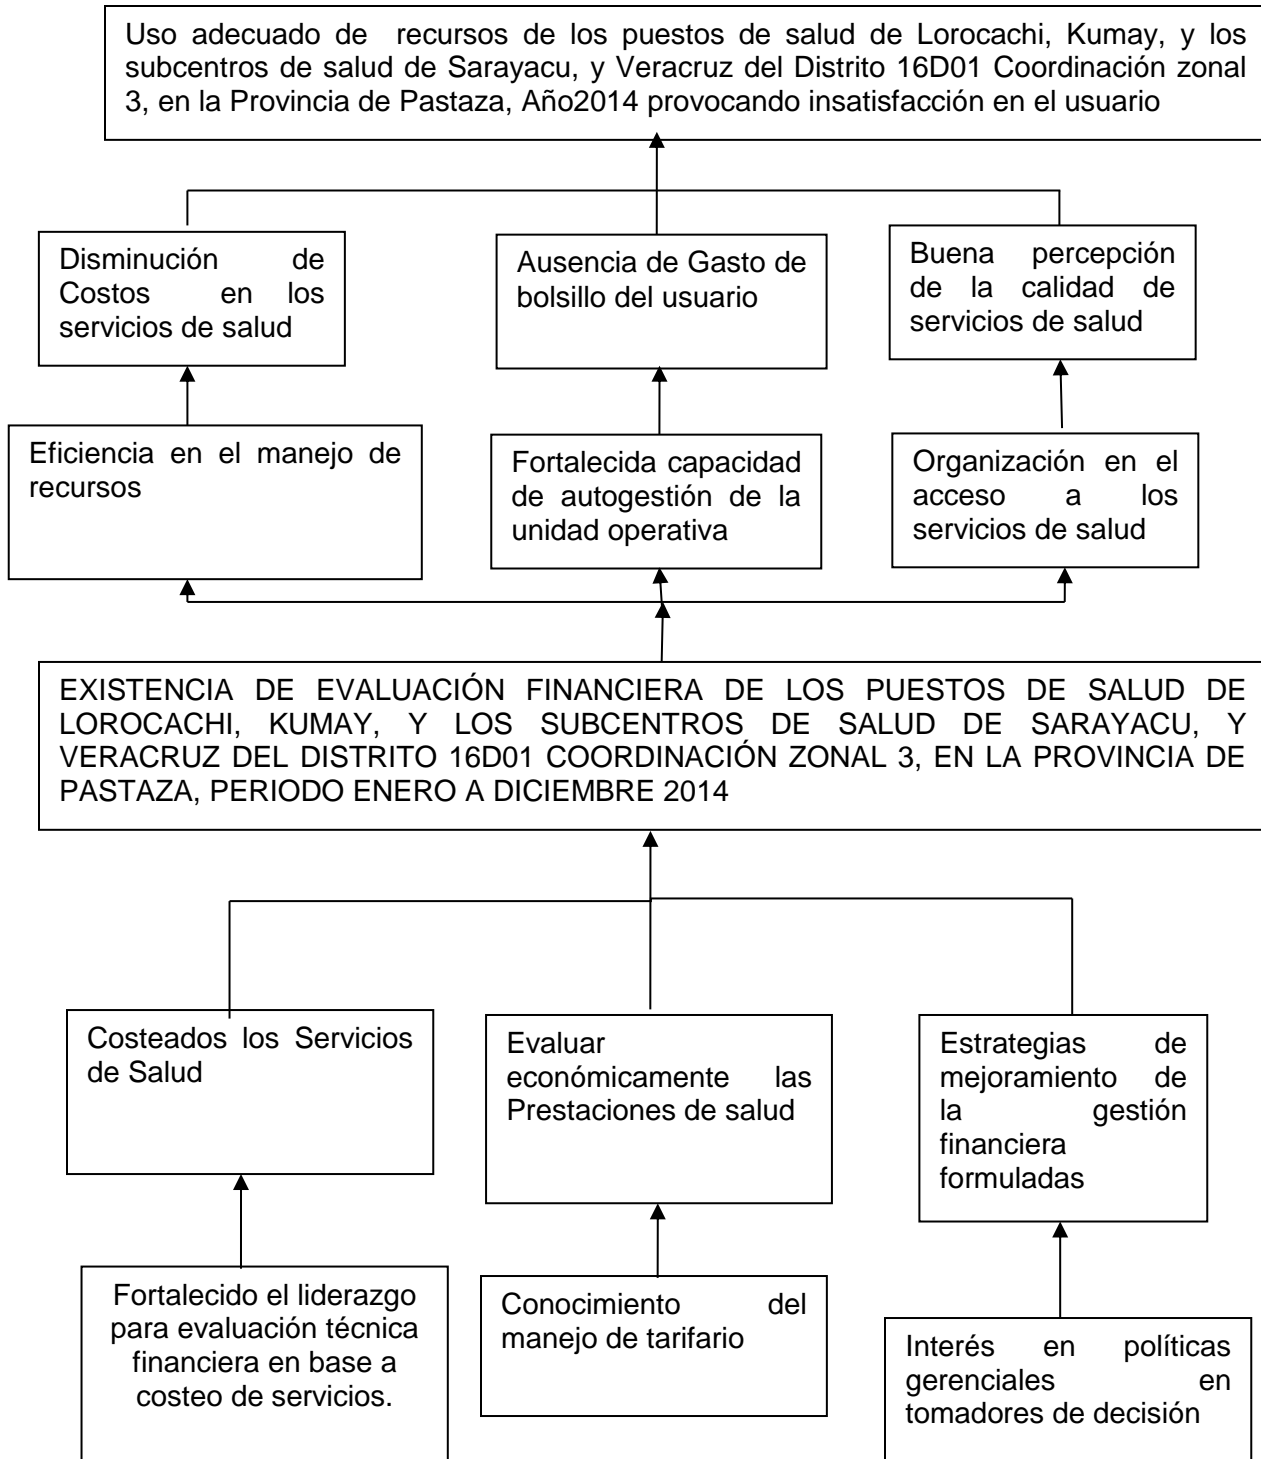 Uso adecuado de recursos de los puestos de salud de Lorocachi, Kumay, y los
subcentros de salud de Sarayacu, y Veracruz del Distrito 16D01 Coordinación zonal
3, en la Provincia de Pastaza, Año2014 provocando insatisfacción en el usuario
Disminución de
Costos en los
servicios de salud
Ausencia de Gasto de
bolsillo del usuario
Buena percepción
de la calidad de
servicios de salud
Eficiencia en el manejo de
recursos
Fortalecida capacidad
de autogestión de la
unidad operativa
Organización en el
acceso a los
servicios de salud
EXISTENCIA DE EVALUACIÓN FINANCIERA DE LOS PUESTOS DE SALUD DE
LOROCACHI, KUMAY, Y LOS SUBCENTROS DE SALUD DE SARAYACU, Y
VERACRUZ DEL DISTRITO 16D01 COORDINACIÓN ZONAL 3, EN LA PROVINCIA DE
PASTAZA, PERIODO ENERO A DICIEMBRE 2014
Costeados los Servicios
de Salud
Evaluar
económicamente las
Prestaciones de salud
Estrategias de
mejoramiento de
la gestión
financiera
formuladas
Fortalecido el liderazgo
para evaluación técnica
financiera en base a
costeo de servicios.
Conocimiento del
manejo de tarifario
Interés en políticas
gerenciales en
tomadores de decisión